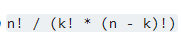 n! / (k! * (n - k)!)